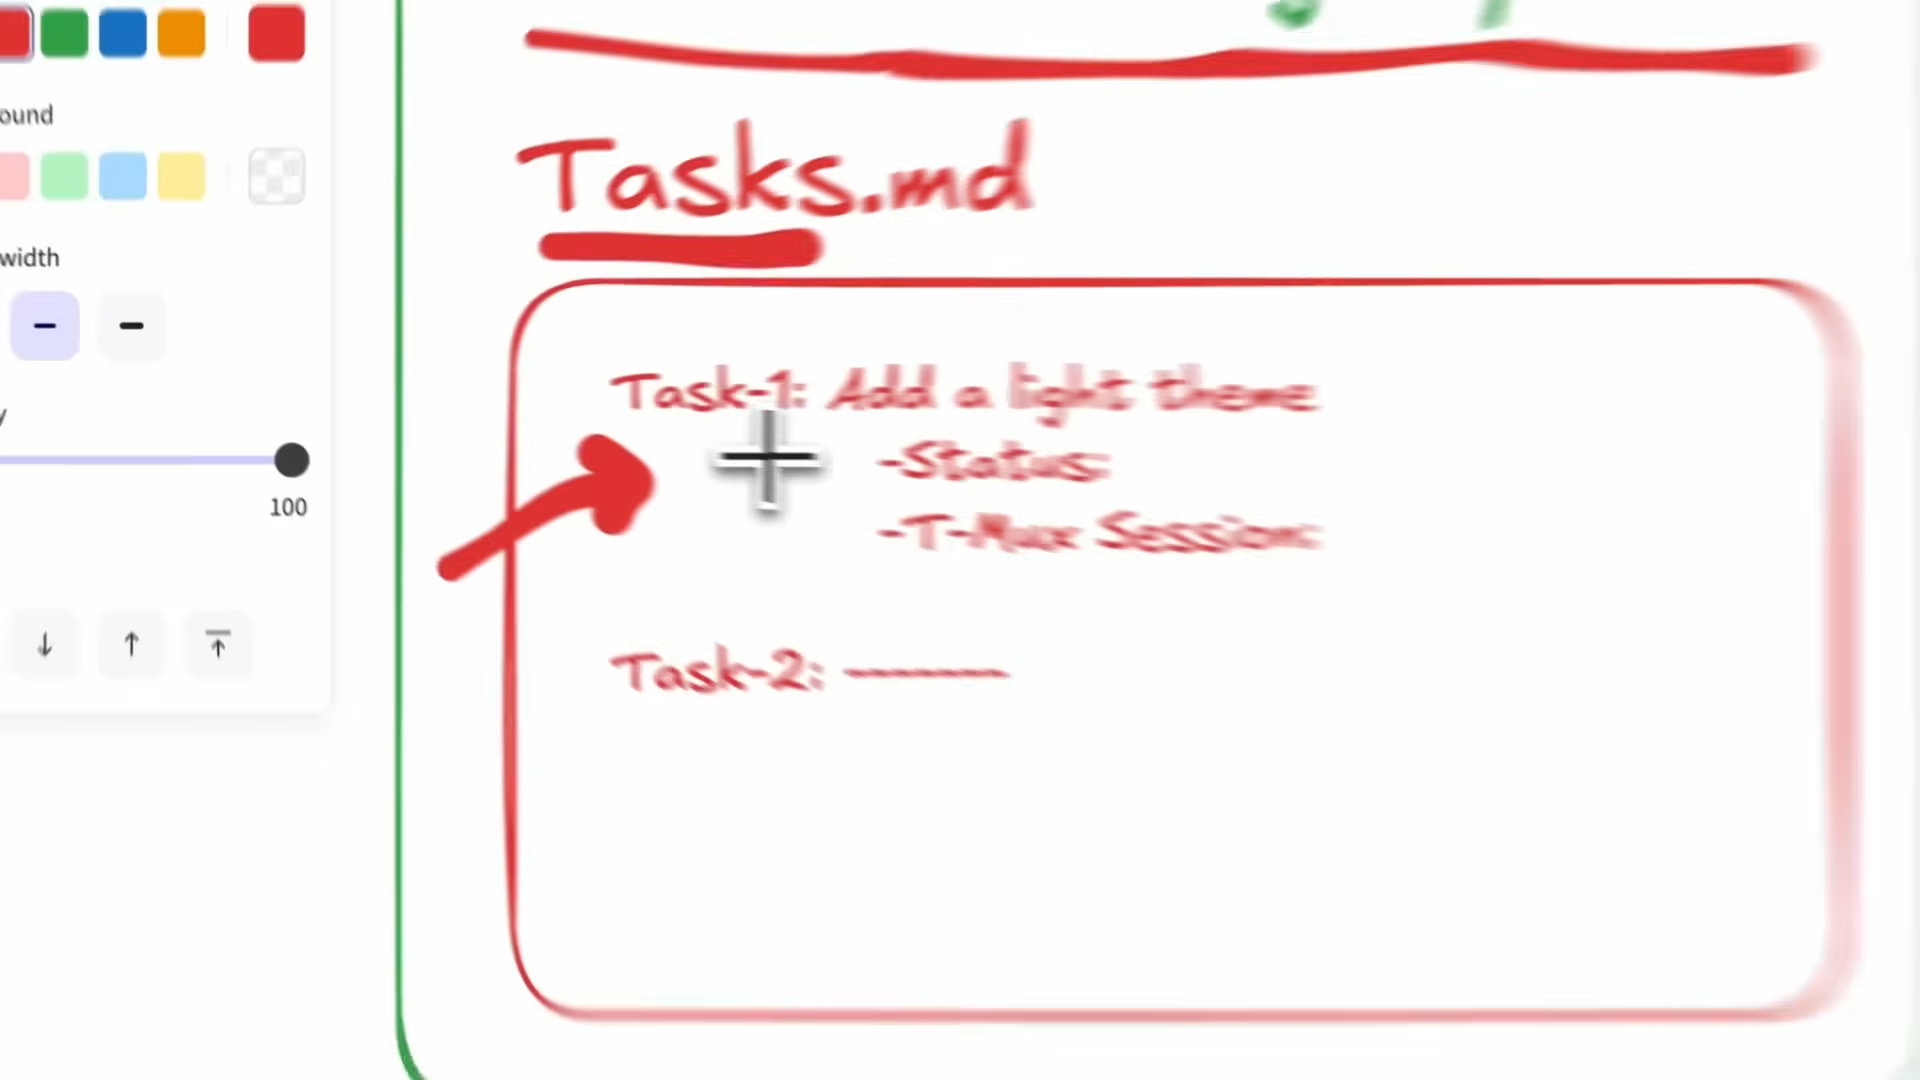 ound
width
y
100
Tasks.md
Task-1: Add a light theme
-Status:
-T-Mux Session:
Task-2: -------